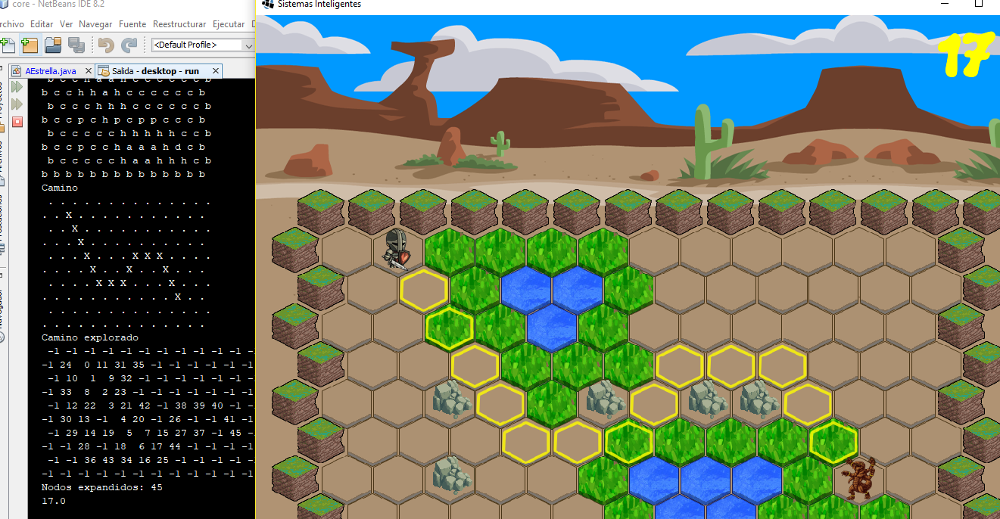 core - NetBeans IDE 8.2
Sistemas Inteligentes
rchivo Editar Ver Navegar Fuente Reestructurar Ejecutar
<Default Profile>
17
AEstrella.java
Salida - desktop - run
b c c h a a h c c c c c c b
b c c h h a h c c c c c c b
b c c c h h h c c c c c c b
b c c p c h p c p p c c c b
b c c c c c h h h h h c c b
b c c p c c h a a a h d c b
b c c c c c h a a h h h c b
b b b b b b b b b b b b b b
Camino
. . . . . . . . . . . . . .
. . x . . . . . . . . . . .
. . x . . . . . . . . . . .
. . . x . . . . . . . . . .
. . . x . . . x x x . . . .
. . . . x . . x . . x . . .
. . . . x x x . . . x . . .
. . . . . . . . . . . x . .
. . . . . . . . . . . . . .
. . . . . . . . . . . . . .
Camino explorado
-1 -1 -1 -1 -1 -1 -1 -1 -1 -1 -1
-1 24 0 11 31 35 -1 -1 -1 -1 -1 -1
-1 10 1 9 32 -1 -1 -1 -1 -1 -1
-1 33 8 2 23 -1 -1 -1 -1 -1 -1 -1
-1 12 22 3 21 42 -1 38 39 40 -1
-1 30 13 -1 4 20 -1 26 -1 -1 41 -1
-1 29 14 19 5 7 15 27 37 -1 45
-1 -1 28 -1 18 6 17 44 -1 -1 -1 -1
-1 -1 36 43 34 16 25 -1 -1 -1 -1
-1 -1 -1 -1 -1 -1 -1 -1 -1 -1 -1 -1
Nodos expandidos: 45
17.0